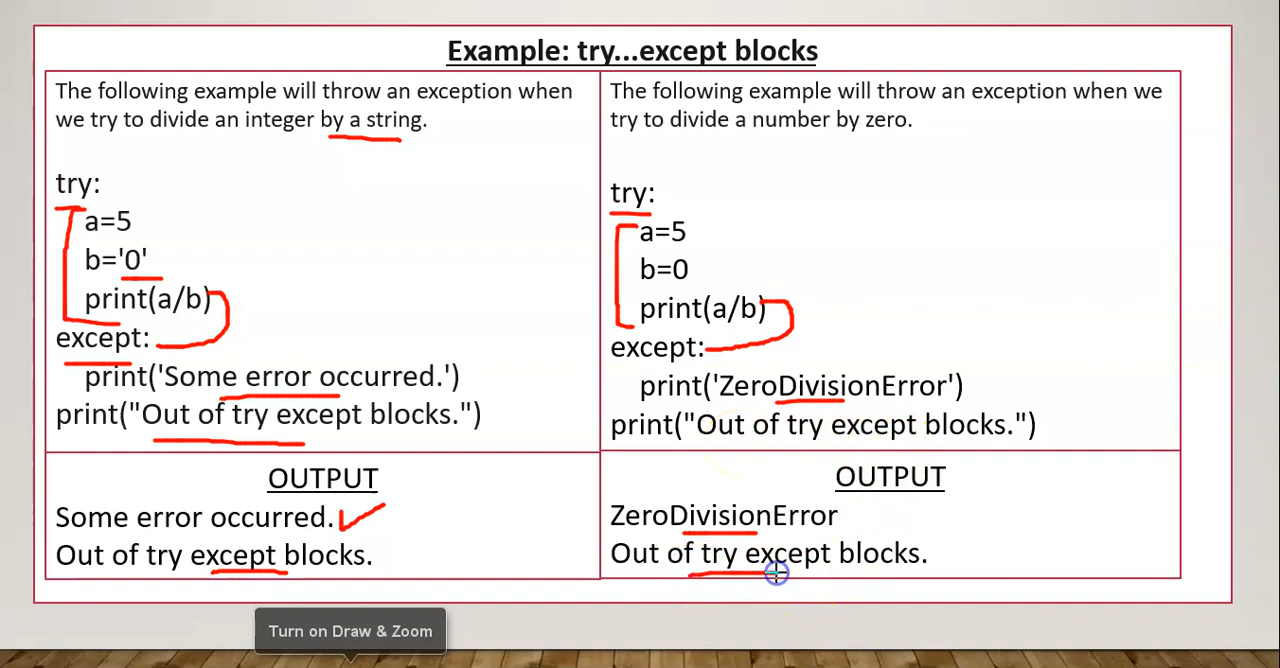 Example: try...except blocks
The following example will throw an exception when
we try to divide an integer by a string.
try:
a=5
b='0'
print(a/b)
except:
print('Some error occurred.')
print("Out of try except blocks.")
OUTPUT
Some error occurred.
Out of try except blocks.
The following example will throw an exception when we
try to divide a number by zero.
try:
a=5
b=0
print(a/b)
except:
print('ZeroDivisionError')
print("Out of try except blocks.")
OUTPUT
ZeroDivisionError
Out of try except blocks.
Turn on Draw & Zoom